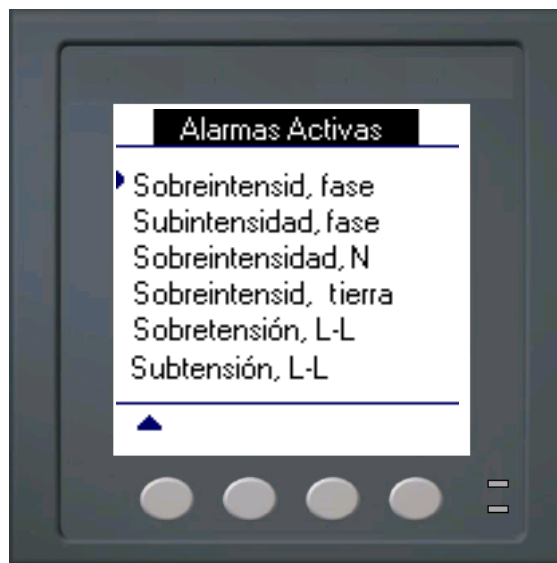 Alarmas Activas
Sobreintensid, fase
Subintensidad, fase
Sobreintensidad, N
Sobreintensid, tierra
Sobretensión, L-L
Subtensión, L-L